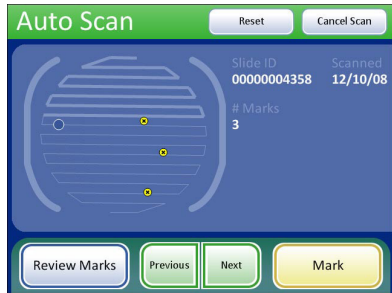 Auto Scan
Reset
Cancel Scan
Slide ID
Scanned
00000004358
12/10/08
# Marks
3
Review Marks
Previous
Next
Mark